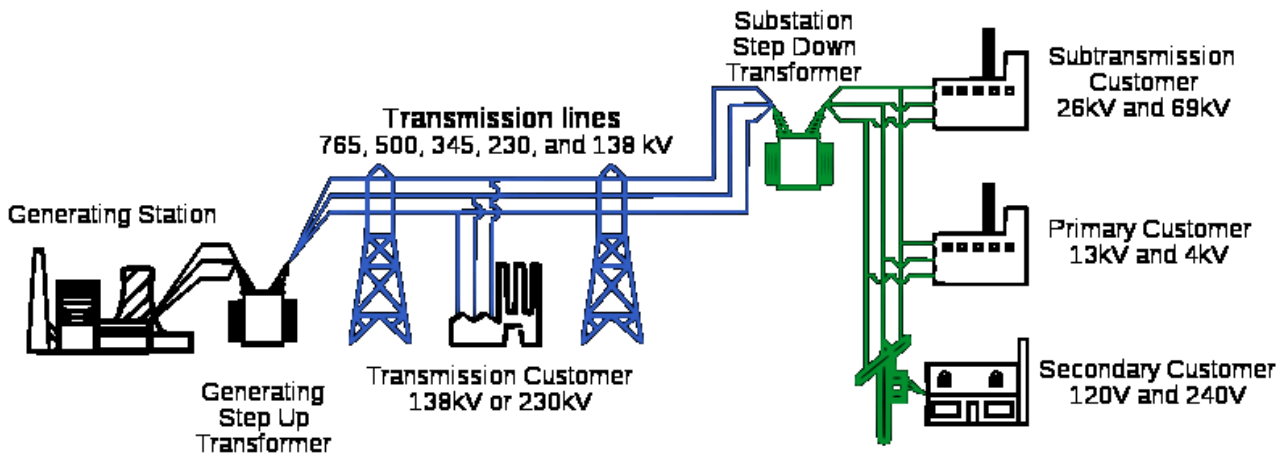 Substation
Step Down
Transformer
Subtransmission
Customer
26kV and 69kV
Transmission lines
765, 500, 345, 230, and 138 kV
Generating Station
Primary Customer
13kV and 4kV
Transmission Customer
138kV or 230kV
Secondary Customer
120V and 240V
Generating
Step Up
Transformer